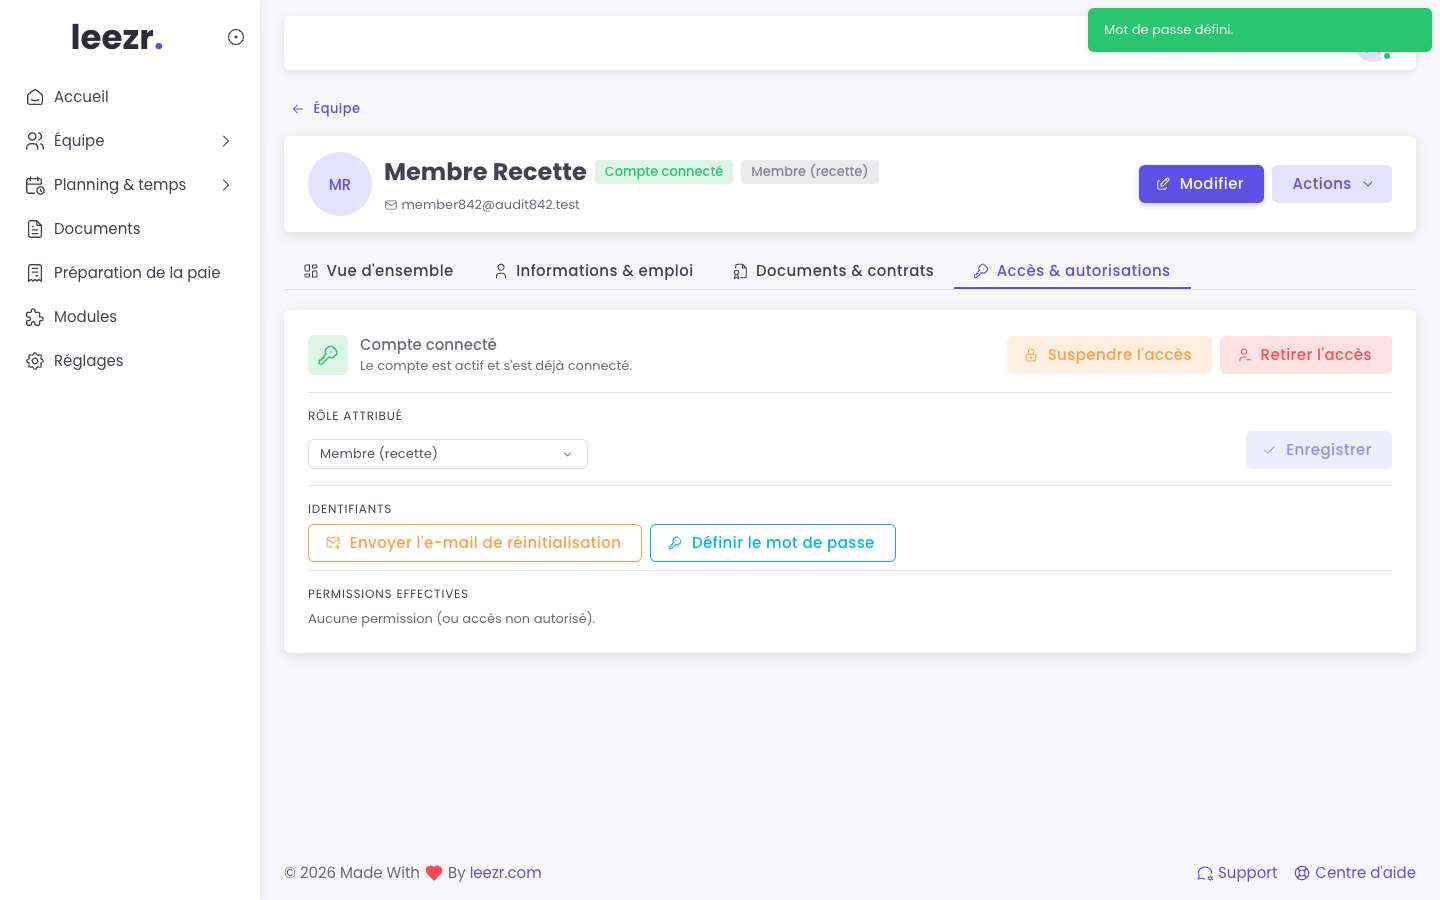 leezr.
Mot de passe défini.
Accueil
Équipe
Planning & temps
Documents
Préparation de la paie
Modules
Réglages
Équipe
MR
Membre Recette
Compte connecté
Membre (recette)
member842@audit842.test
Modifier
Actions
Vue d'ensemble
Informations & emploi
Documents & contrats
Accès & autorisations
Compte connecté
Le compte est actif et s'est déjà connecté.
Suspendre l'accès
Retirer l'accès
RÔLE ATTRIBUÉ
Membre (recette)
Enregistrer
IDENTIFIANTS
Envoyer l'e-mail de réinitialisation
Définir le mot de passe
PERMISSIONS EFFECTIVES
Aucune permission (ou accès non autorisé).
© 2026 Made With By leezr.com
Support
Centre d'aide